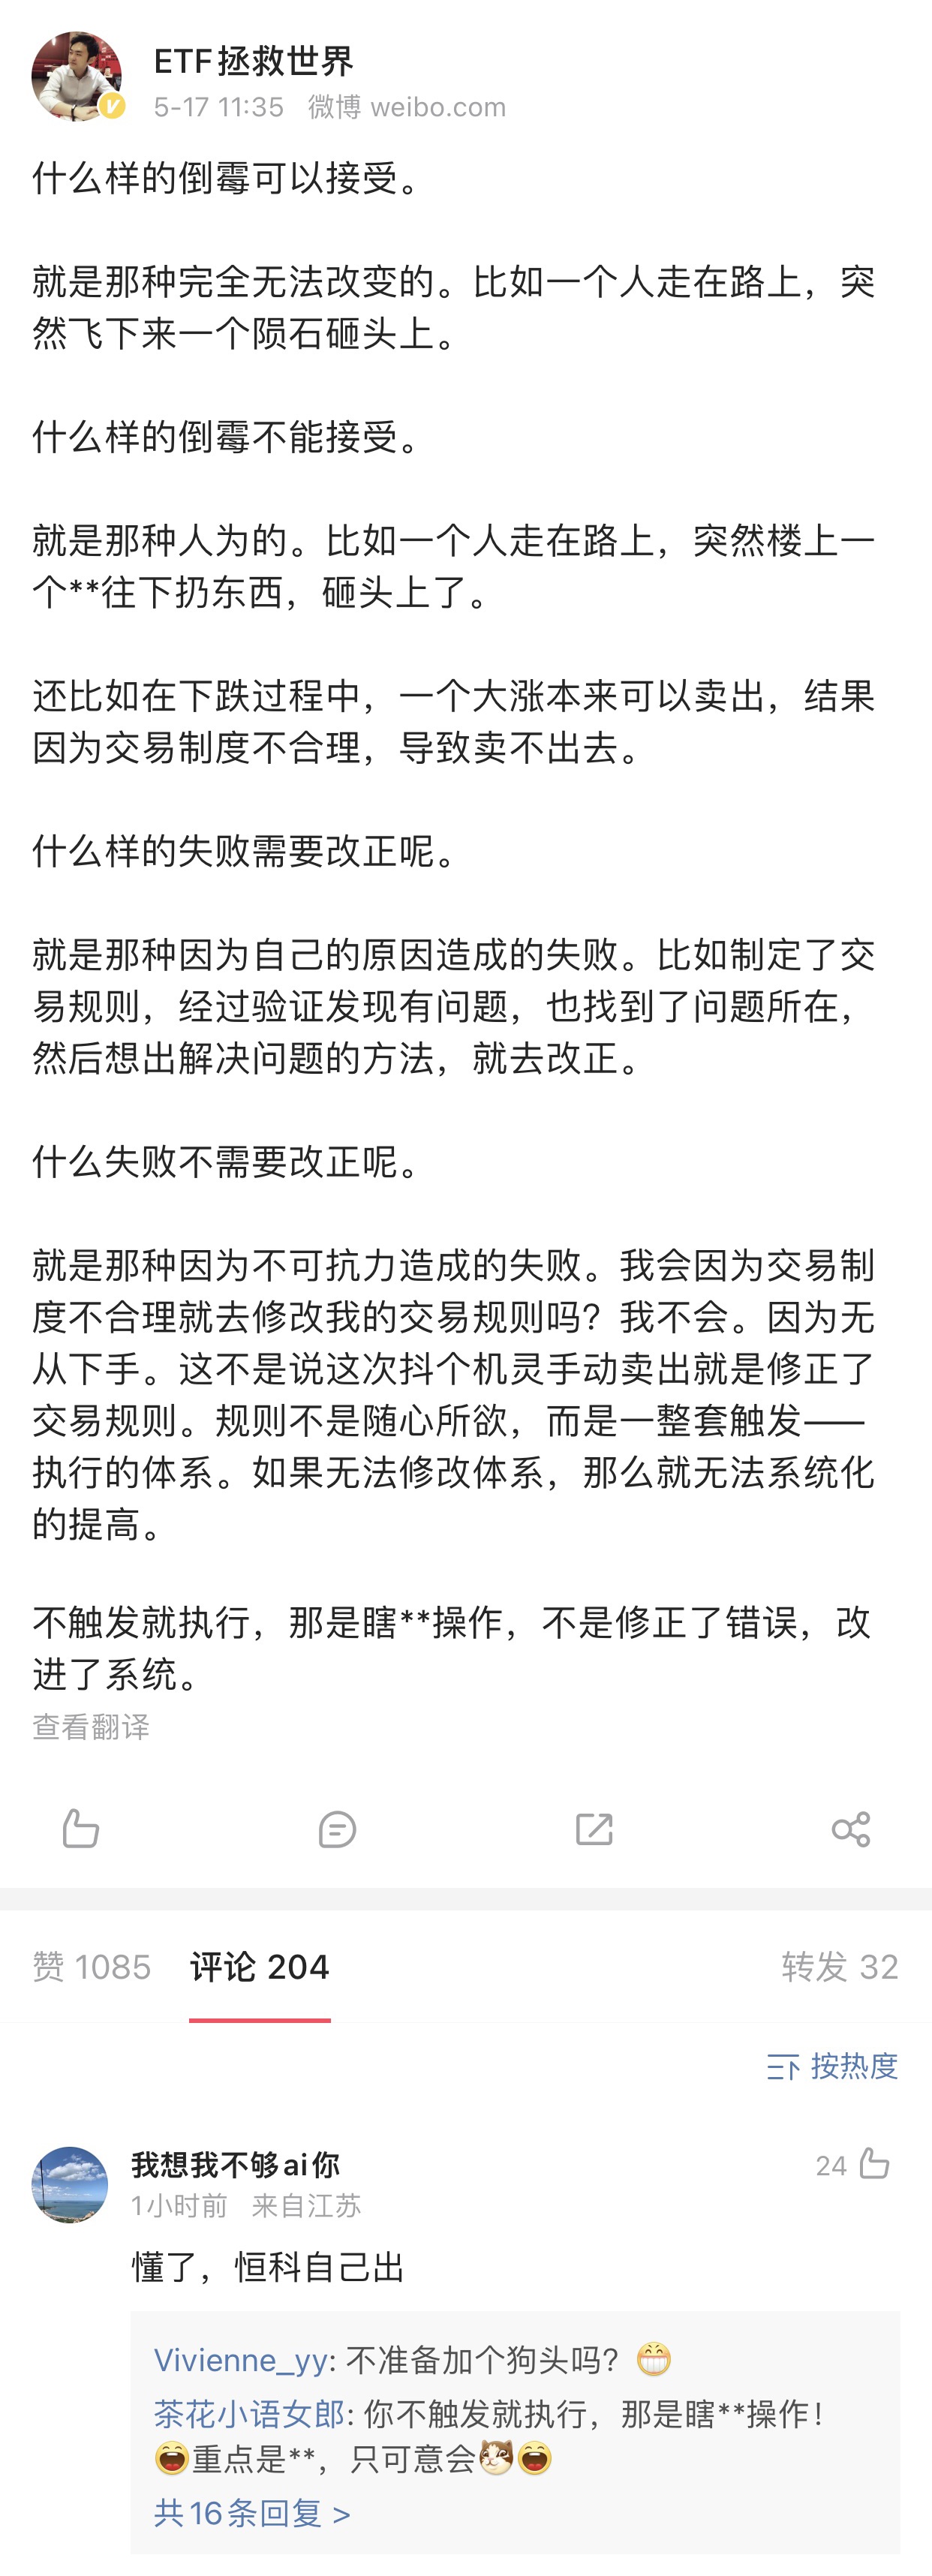 ETF拯救世界
5-17 11:35 微博 weibo.com
什么样的倒霉可以接受。
就是那种完全无法改变的。比如一个人走在路上，突
然飞下来一个陨石砸头上。
什么样的倒霉不能接受。
就是那种人为的。比如一个人走在路上，突然楼上一
个**往下扔东西，砸头上了。
还比如在下跌过程中，一个大涨本来可以卖出，结果
因为交易制度不合理，导致卖不出去。
什么样的失败需要改正呢。
就是那种因为自己的原因造成的失败。比如制定了交
易规则，经过验证发现有问题，也找到了问题所在，
然后想出解决问题的方法，就去改正。
什么失败不需要改正呢。
就是那种因为不可抗力造成的失败。我会因为交易制
度不合理就去修改我的交易规则吗？我不会。因为无
从下手。这不是说这次抖个机灵手动卖出就是修正了
交易规则。规则不是随心所欲，而是一整套触发——
执行的体系。如果无法修改体系，那么就无法系统化
的提高。
不触发就执行，那是瞎**操作，不是修正了错误，改
进了系统。
查看翻译
赞 1085 评论 204 转发 32
按热度
我想我不够ai你 24
1小时前 来自江苏
懂了，恒科自己出
Vivienne_yy: 不准备加个狗头吗？😁
茶花小语女郎: 你不触发就执行，那是瞎**操作！
😄重点是**，只可意会🐱😄
共16条回复 >